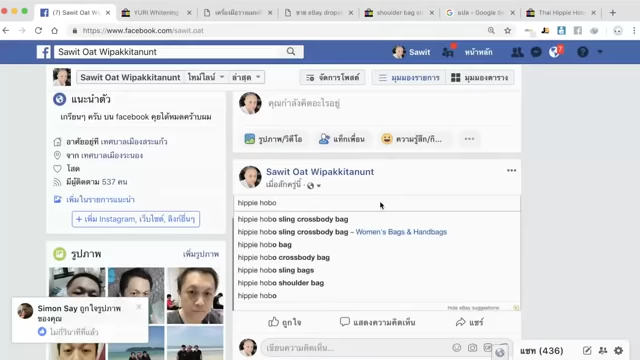 (7) Sawit Oat Wip
YURI Whitening
เครื่องมือวางแผนคี
ขาย eBay dropsh
shoulder bag sti
แปล - Google Se
Thai Hippie Hobo
https://www.facebook.com/sawit.oat
Sawit Oat Wipakkitanunt
Sawit
หน้าหลัก
7
Sawit Oat Wipakkitanunt
ไทม์ไลน์
ล่าสุด
จัดการโพสต์
มุมมองรายการ
มุมมองตาราง
แนะนำตัว
เกรียนๆ ครับ บน facebook คุยได้หมดคร้าบผม
อาศัยอยู่ที่ เทศบาลเมืองสระแก้ว
จาก เทศบาลเมืองระนอง
โสด
มีผู้ติดตาม 537 คน
เพิ่มในรายการแนะนำ
+ เพิ่ม Instagram, เว็บไซต์, ลิงก์อื่นๆ
รูปภาพ
เพิ่มรูปภาพ
Simon Say ถูกใจรูปภาพ
ของคุณ
ไม่กี่วินาทีที่แล้ว
คุณกำลังคิดอะไรอยู่
รูปภาพ/วิดีโอ
แท็กเพื่อน
ความรู้สึก/กิ...
Sawit Oat Wipakkitanunt
เมื่อสักครู่นี้
hippie hobo
hippie hobo sling crossbody bag
hippie hobo sling crossbody bag – Women's Bags & Handbags
hippie hobo bag
hippie hobo crossbody bag
hippie hobo sling bags
hippie hobo shoulder bag
hippie hobo
Hide eBay suggestions
ถูกใจ
แสดงความคิดเห็น
แชร์
เขียนความคิดเห็น...
แชท (436)